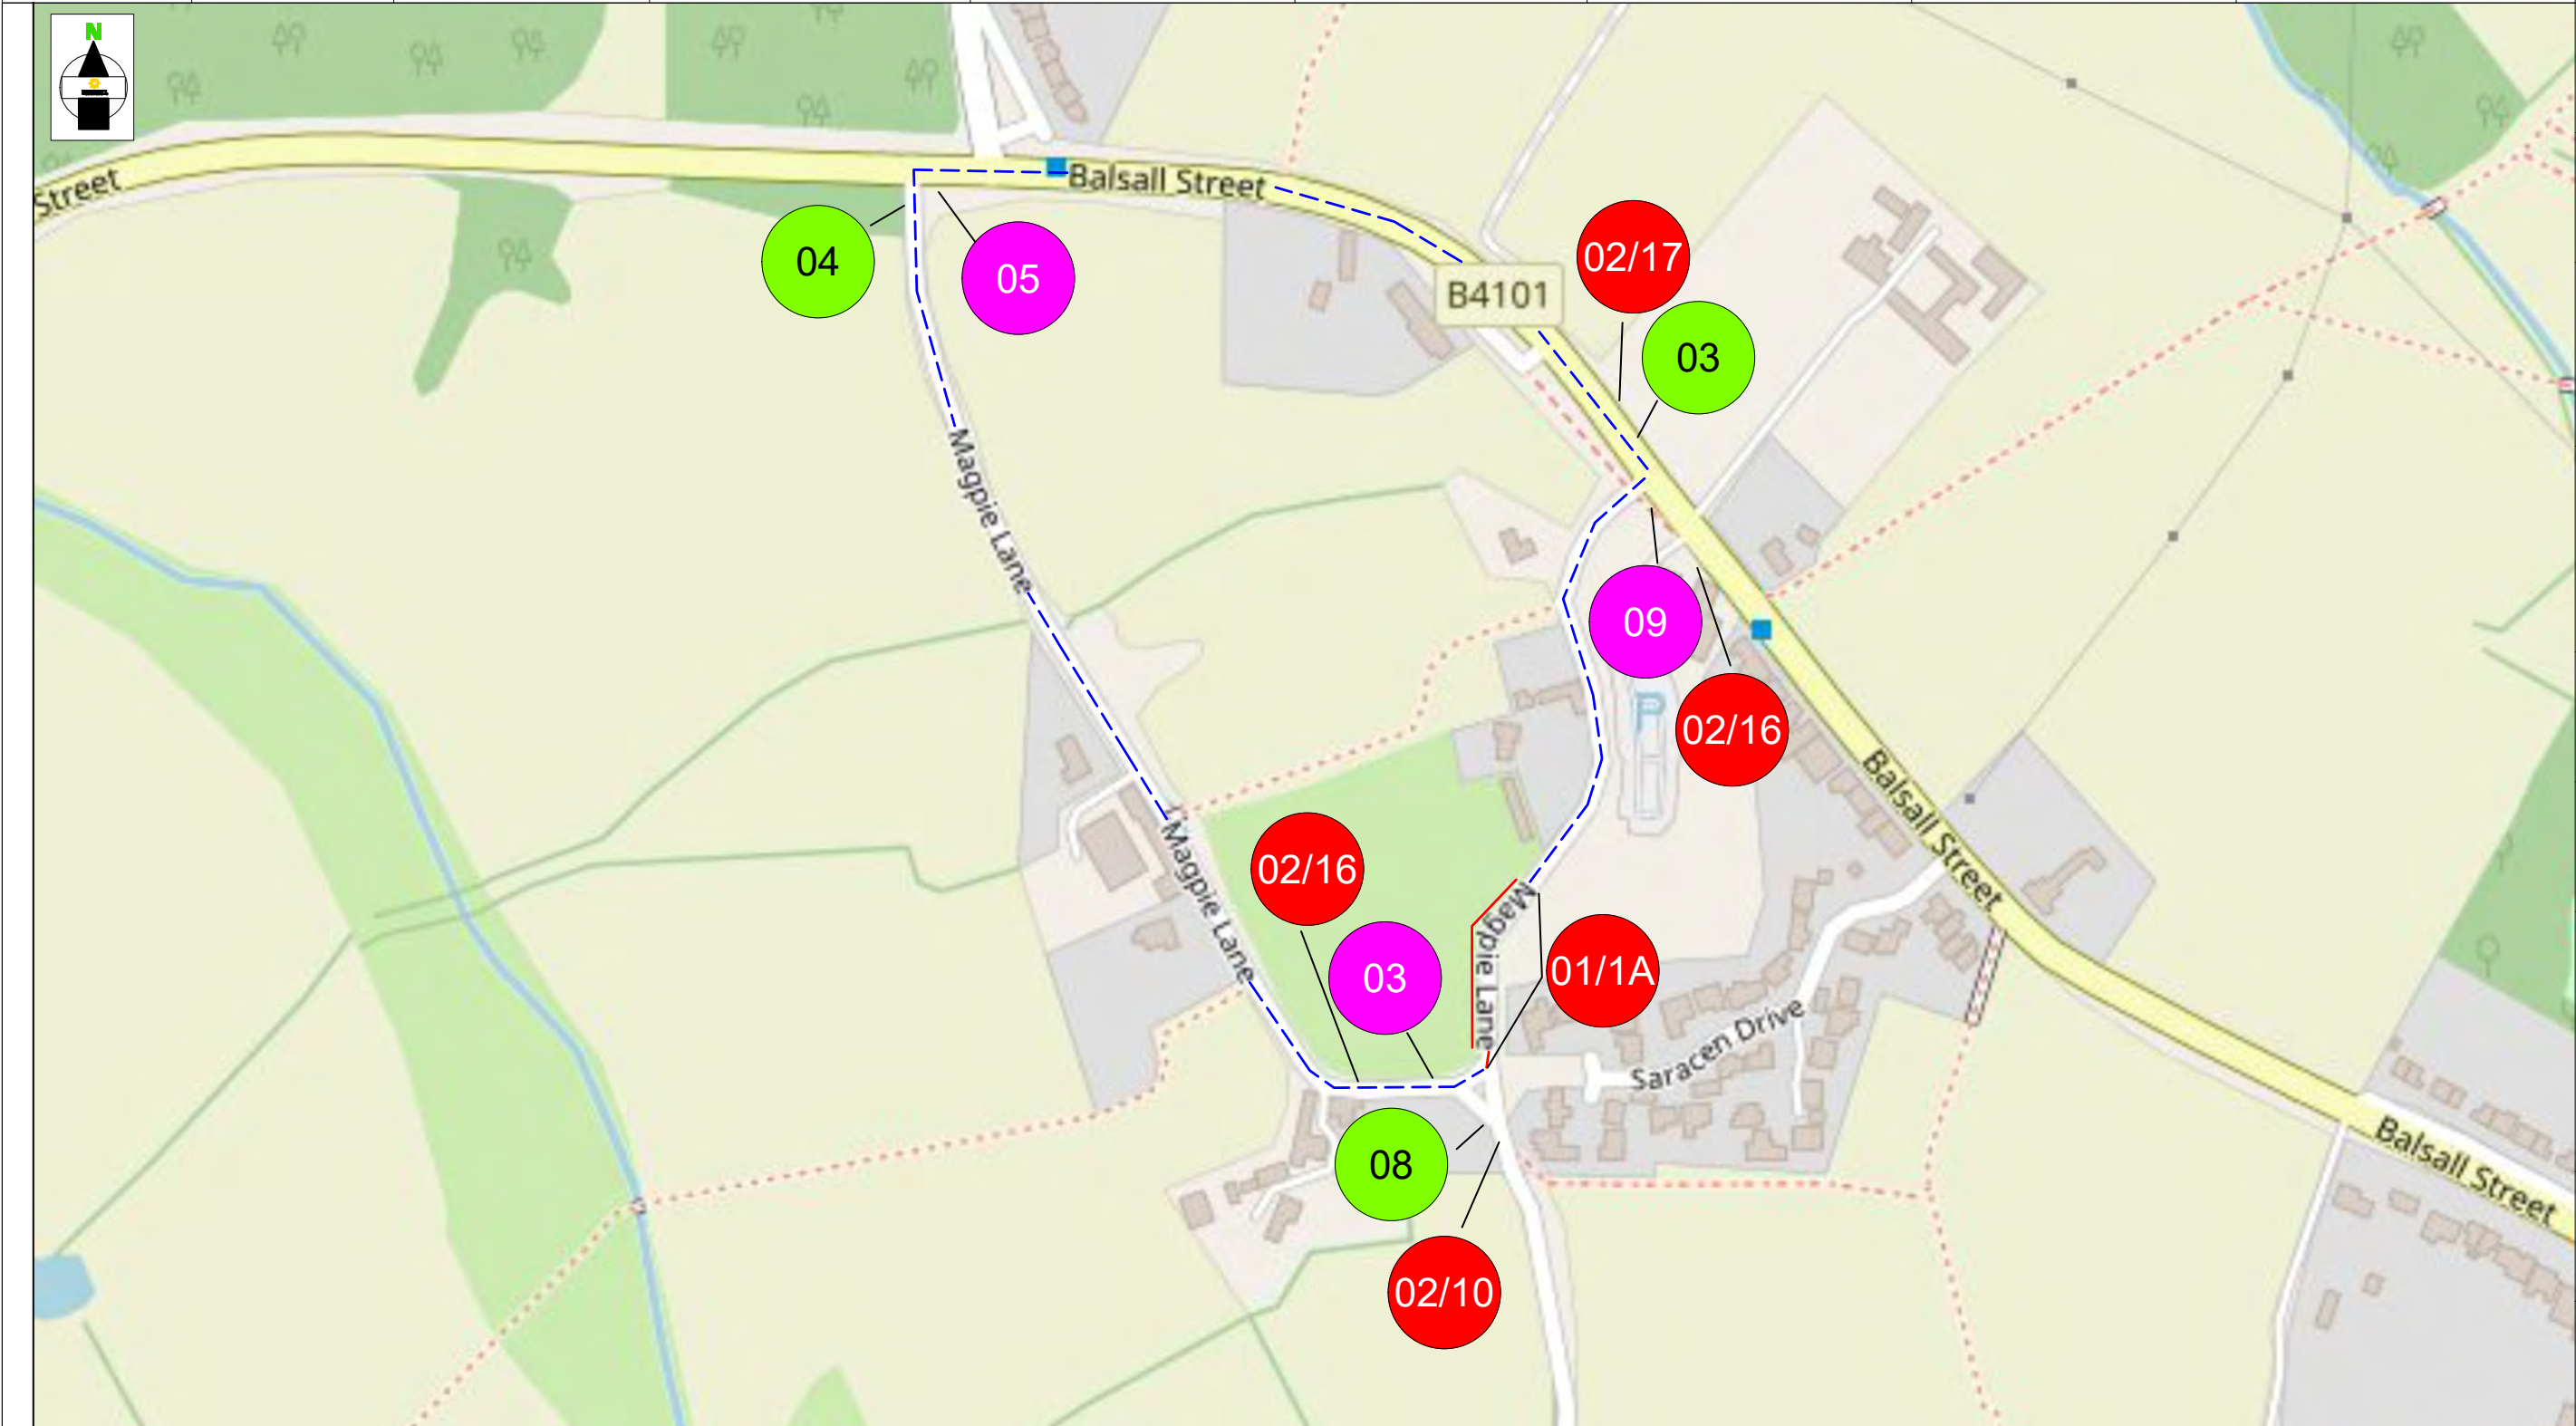 N
Street
Balsall Street
04
05
B4101
02/17
03
Magpie Lane
09
P
02/16
Balsall Street
Magpie Lane
02/16
03
Magpie Lane
01/1A
Saracen Drive
08
02/10
Balsall Street